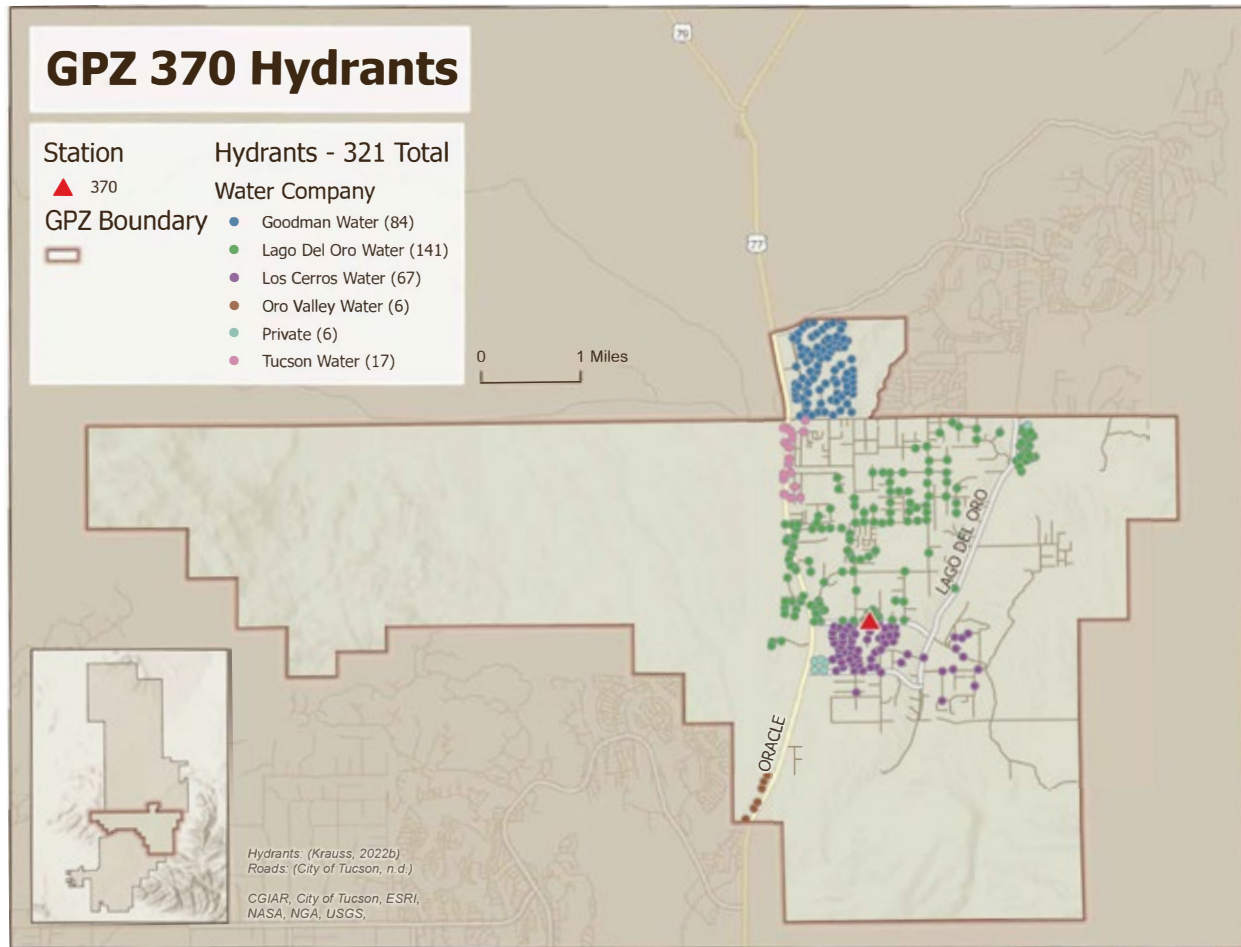 GPZ 370 Hydrants
Station
370
GPZ Boundary
Hydrants - 321 Total
Water Company
Goodman Water (84)
Lago Del Oro Water (141)
Los Cerros Water (67)
Oro Valley Water (6)
Private (6)
Tucson Water (17)
0 1 Miles
79
77
LAGO DEL ORO
ORACLE
Hydrants: (Krauss, 2022b)
Roads: (City of Tucson, n.d.)
CGIAR, City of Tucson, ESRI,
NASA, NGA, USGS,